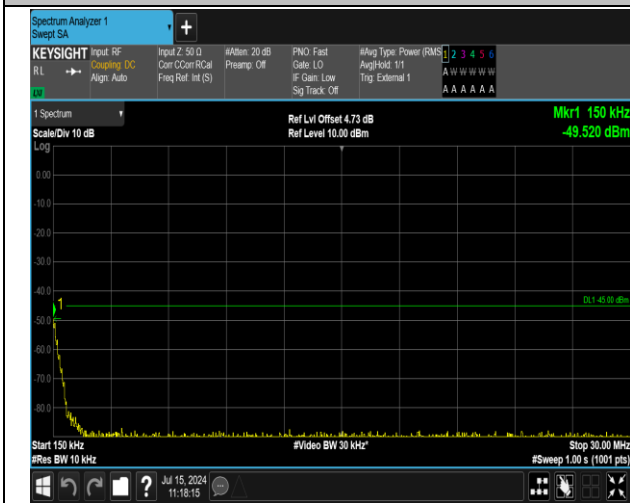 Spectrum Analyzer 1
Swept SA
+
KEYSIGHT Input: RF Input Z: 50 Ω #Atten: 20 dB PNO: Fast #Avg Type: Power (RMS 1 2 3 4 5 6
RL Coupling: DC Corr CCorr RCal Preamp: Off Gate: LO Avg|Hold: 1/1 A W W W W W
Align: Auto Freq Ref: Int (S) IF Gain: Low Trig: External 1
Sig Track: Off A A A A A A
1 Spectrum Ref Lvl Offset 4.73 dB Mkr1 150 kHz
Scale/Div 10 dB Ref Level 10.00 dBm -49.520 dBm
Log
0.00
-10.0
-20.0
-30.0
-40.0
1
DL1 -45.00 dBm
-50.0
-60.0
-70.0
-80.0
Start 150 kHz #Video BW 30 kHz* Stop 30.00 MHz
#Res BW 10 kHz #Sweep 1.00 s (1001 pts)
? Jul 15, 2024
11:18:15